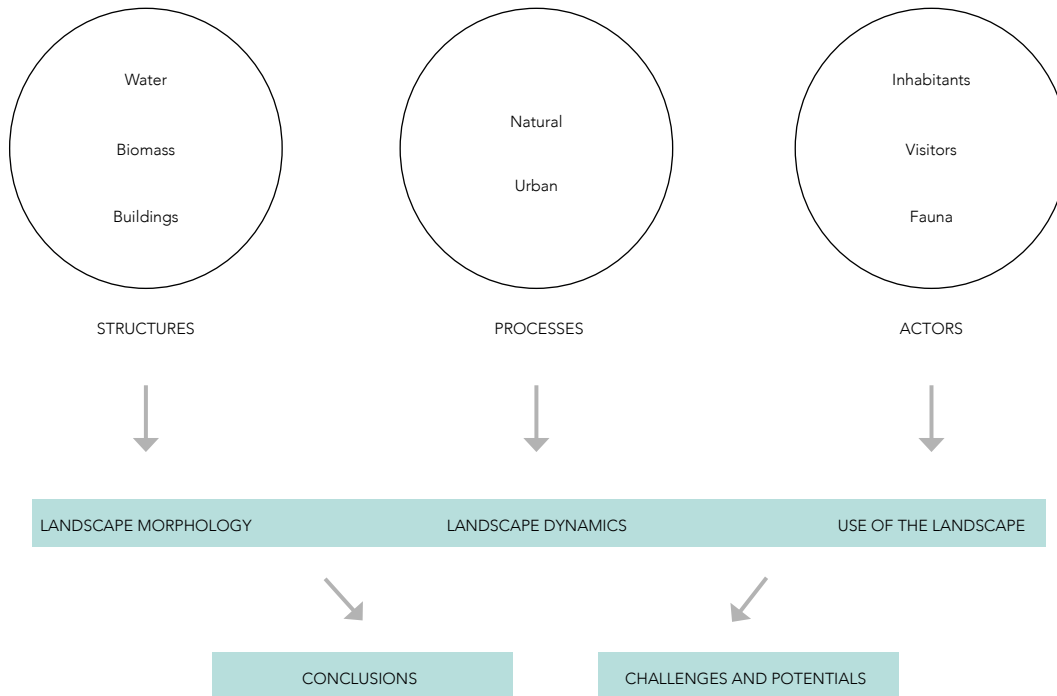 Water
Biomass
Buildings
STRUCTURES
Natural
Urban
PROCESSES
Inhabitants
Visitors
Fauna
ACTORS
LANDSCAPE MORPHOLOGY
LANDSCAPE DYNAMICS
USE OF THE LANDSCAPE
CONCLUSIONS
CHALLENGES AND POTENTIALS